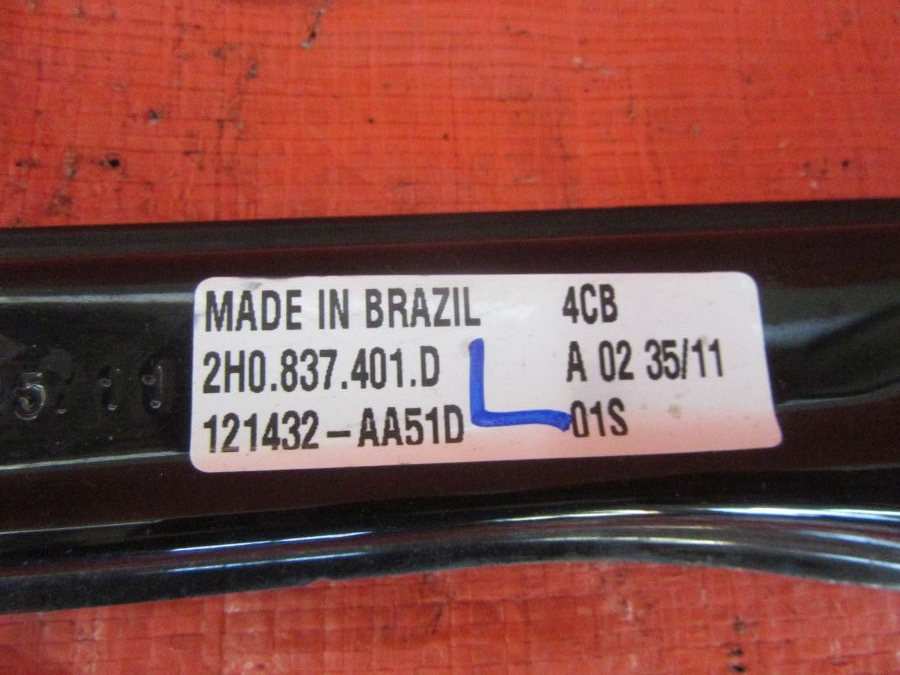 MADE IN BRAZIL 4CB
2H0.837.401.D A 02 35/11
121432-AA51D 01S
L